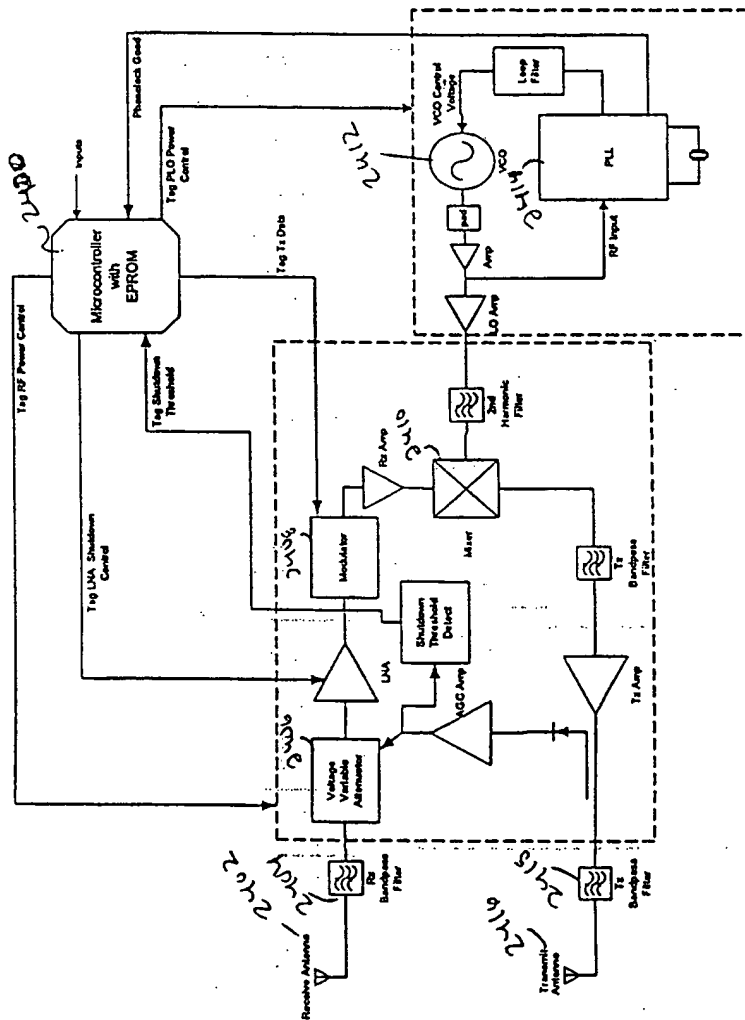 Tag RF Power Control
2400
Microcontroller
with
EPROM
Inputs
Phaselock Good
Tag PLO Power
Control
Tag LNA Shutdown
Control
Tag Shutdown
Threshold
Tag Tx Data
2402
Receive Antenna
2404
Rx
Bandpass
Filter
2406
Voltage
Variable
Attenuator
LNA
Modulator
Rx Amp
2410
Mixer
2nd
Harmonic
Filter
LO Amp
Amp
pad
2412
VCO
VCO Control
Voltage
Loop
Filter
2414
PLL
RF Input
Shutdown
Threshold
Detect
AGC Amp
Tx
Bandpass
Filter
Tx Amp
2415
Tx
Bandpass
Filter
2416
Transmit
Antenna